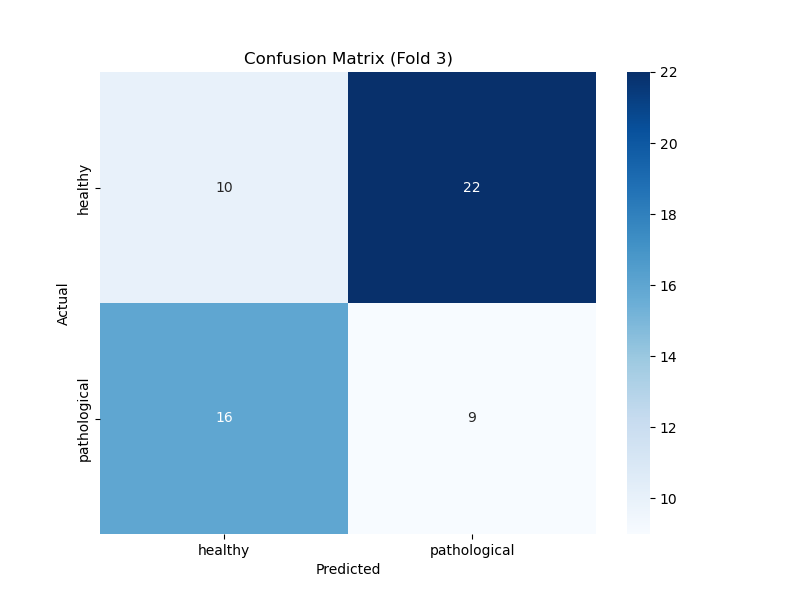 Confusion Matrix (Fold 3)
healthy
10
22
pathological
16
9
Actual
healthy
pathological
Predicted
22
20
18
16
14
12
10